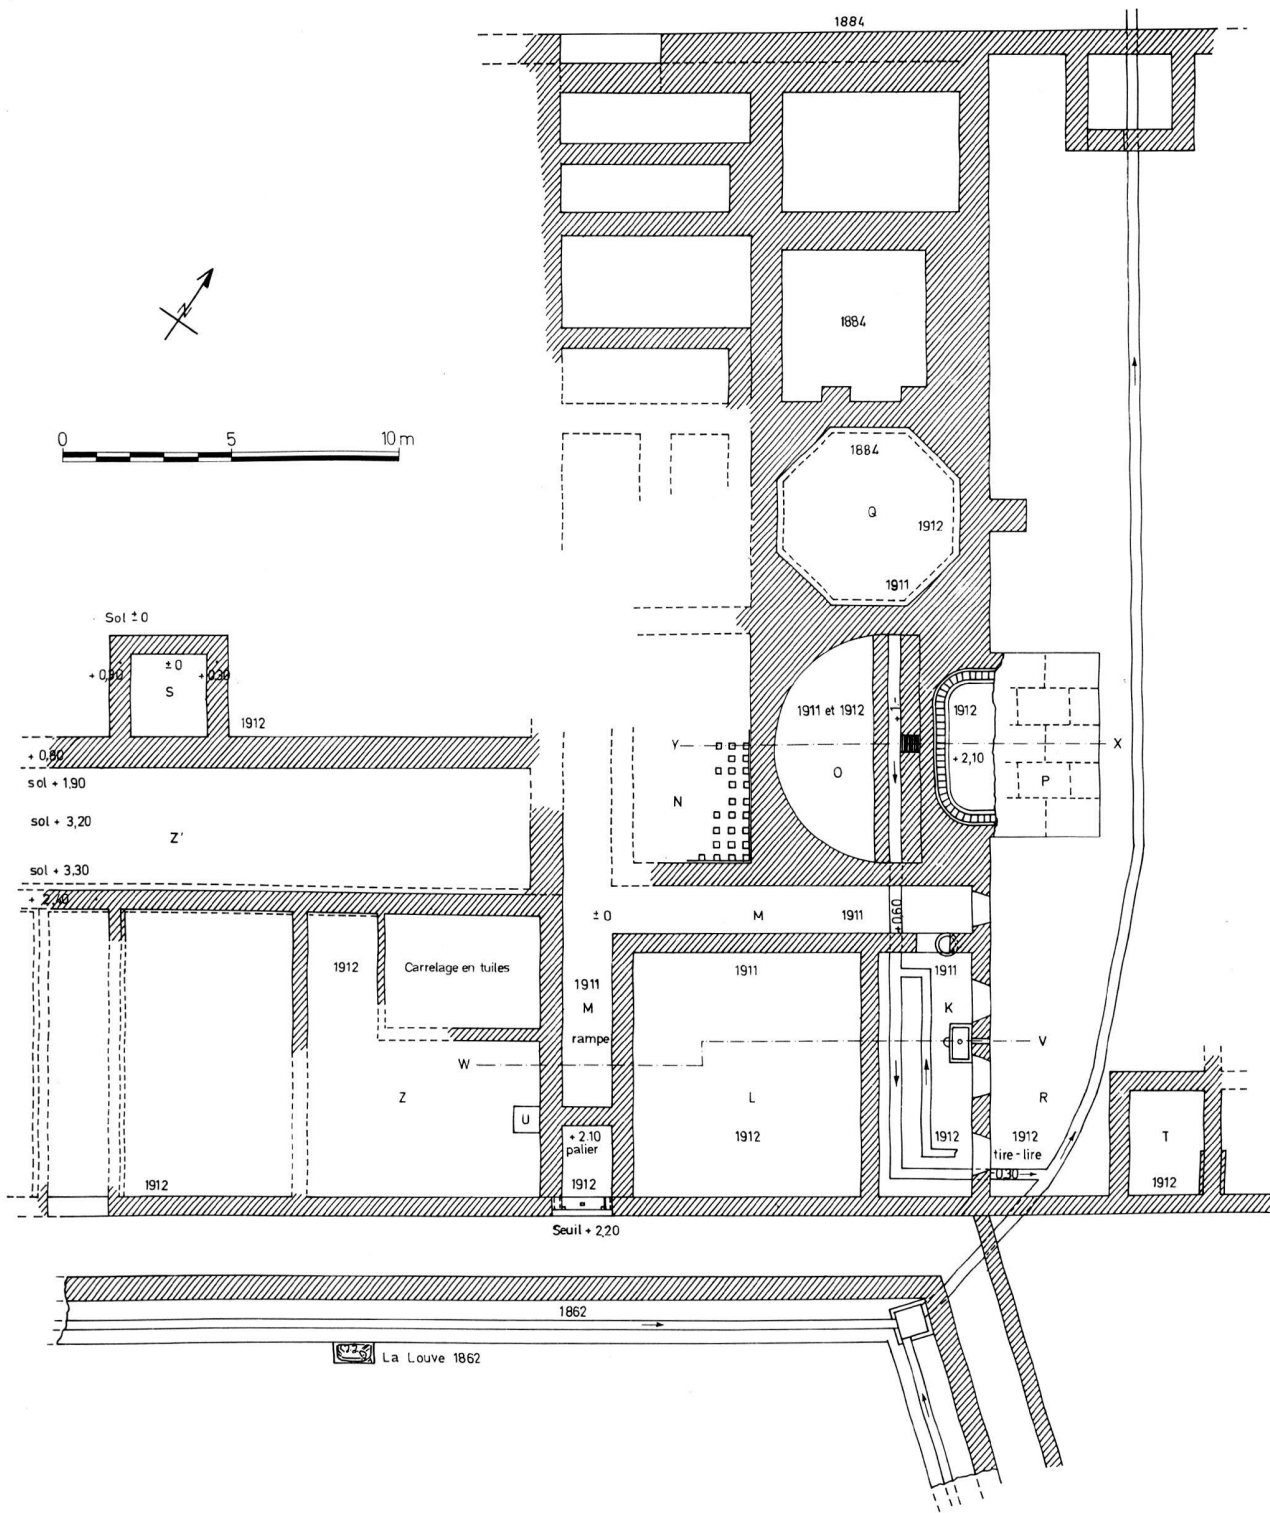 1884
N
0 5 10 m
1884
1884
Q
1912
1911
Sol ± 0
± 0
+ 0,30
S
1912
1911 et 1912
- +
O
1912
+ 2,10
Y
X
P
N
+ 0,80
sol + 1,90
sol + 3,20
Z'
sol + 3,30
+ 2,40
± 0
M
1911
+ 0,60
1912
Carrelage en tuiles
1911
M
rampe
1911
1911
K
W
V
Z
U
L
R
+ 2.10
palier
1912
1912
1912
1912
tire - lire
- 0,30
T
1912
1912
Seuil + 2,20
1862
La Louve 1862